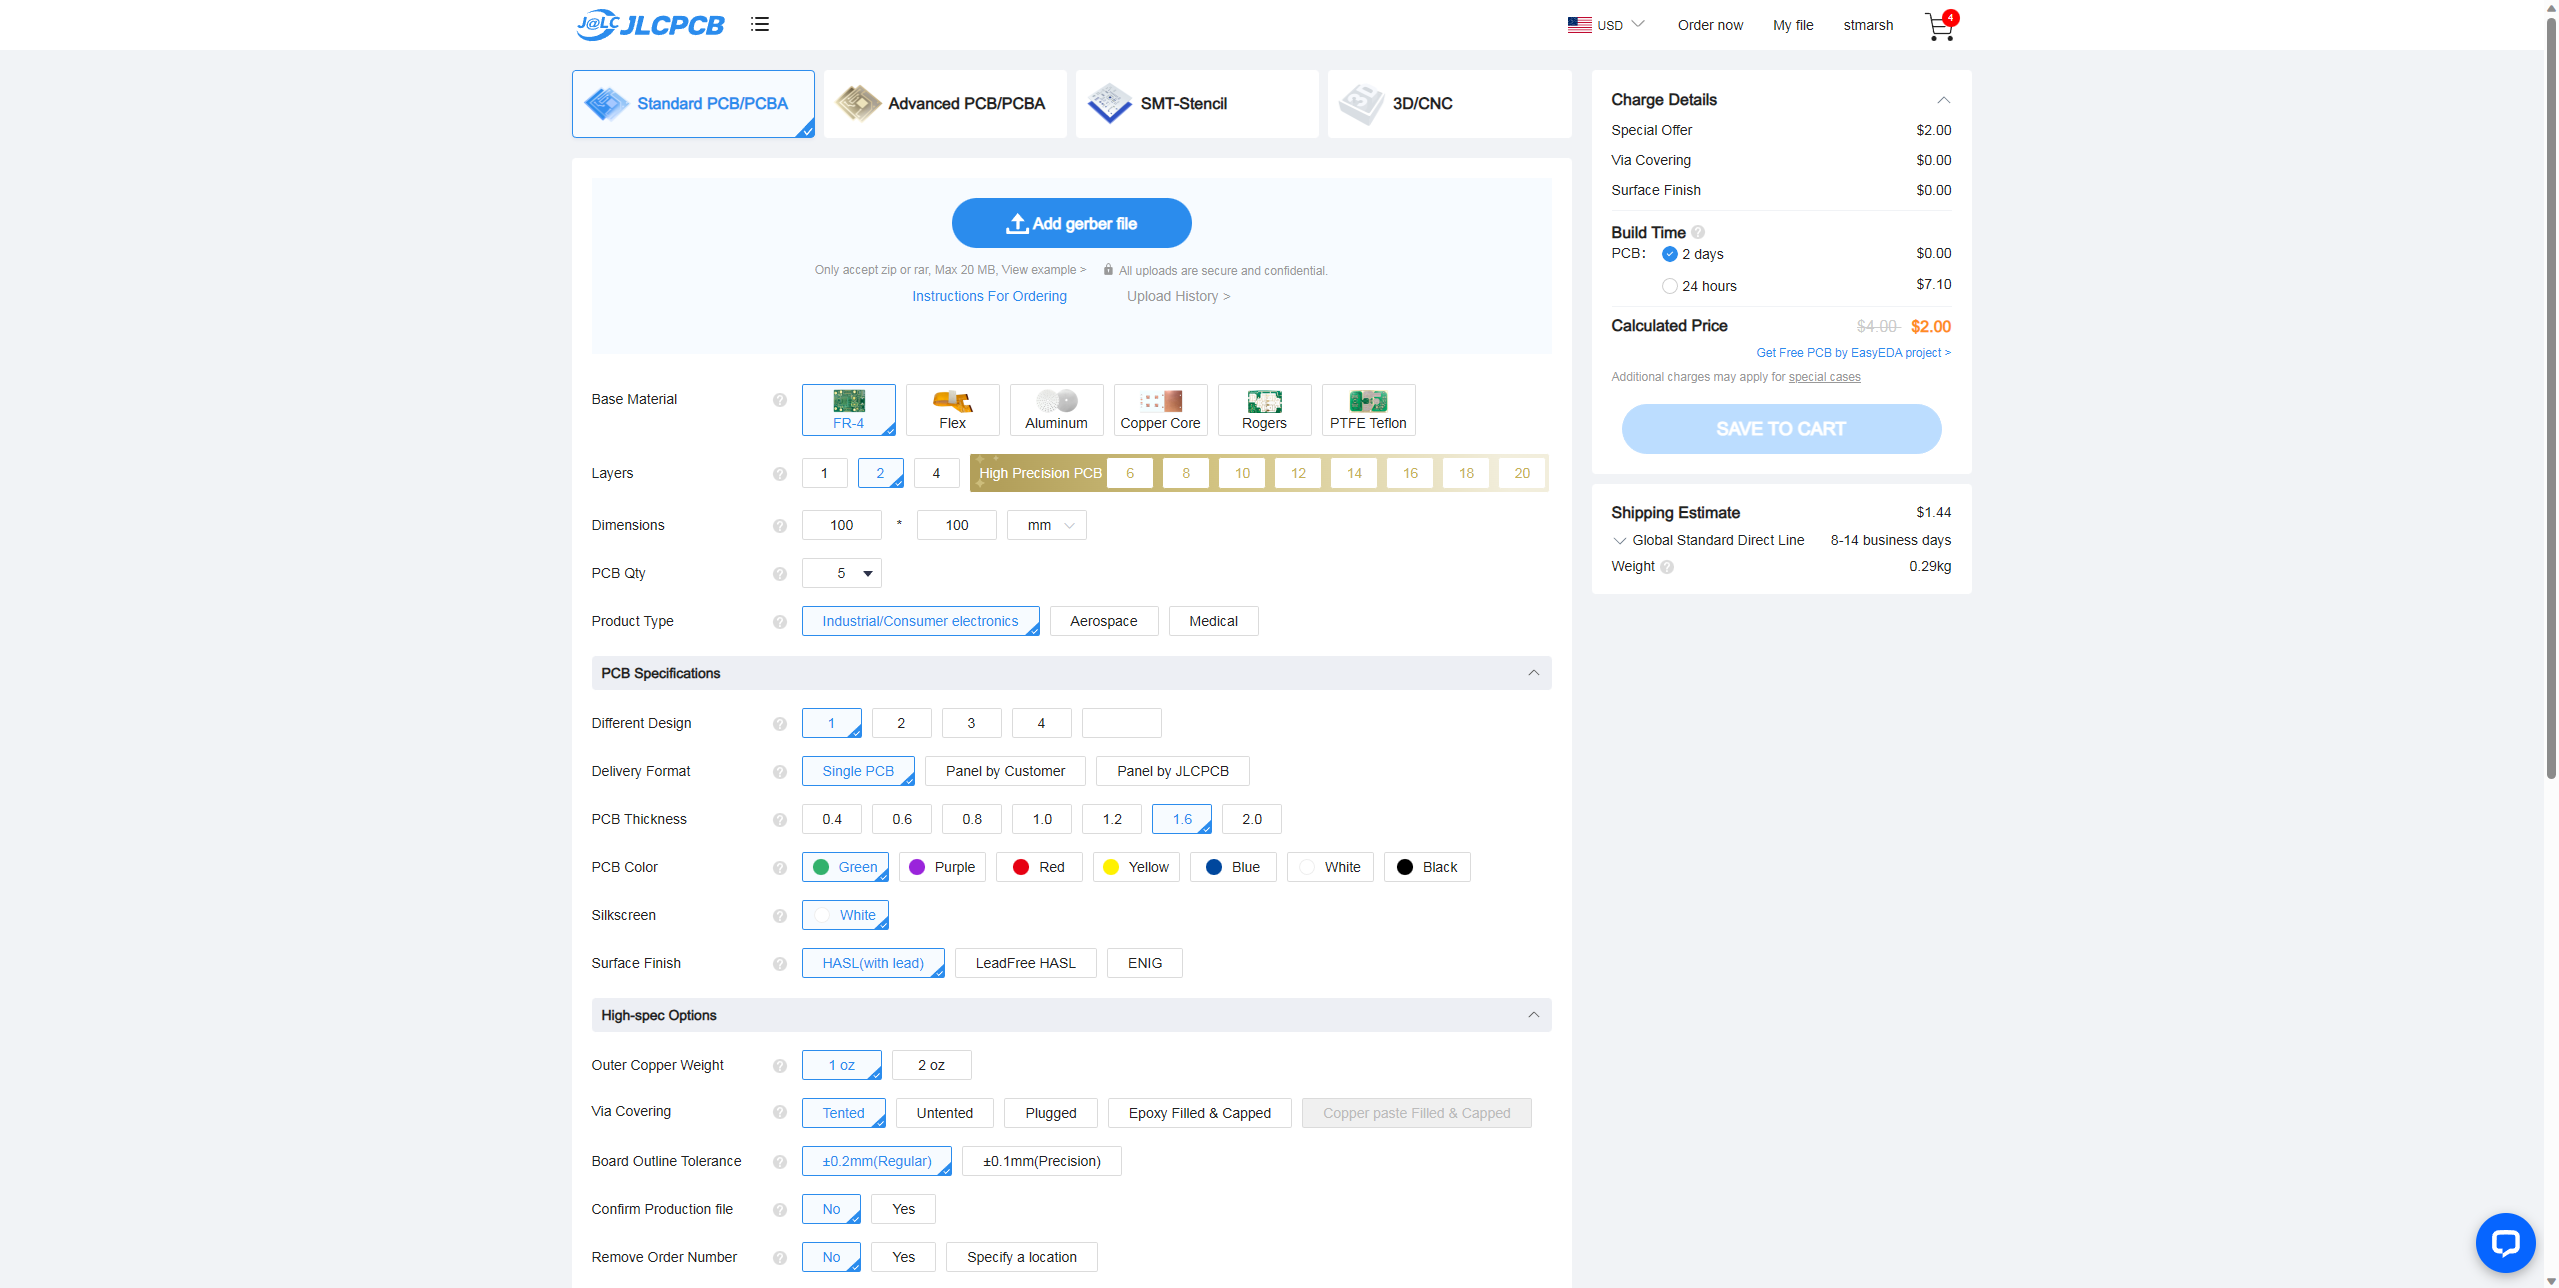 J@LC JLCPCB
USD
Order now
My file
stmarsh
4
Standard PCB/PCBA
Advanced PCB/PCBA
SMT-Stencil
3D/CNC
Add gerber file
Only accept zip or rar, Max 20 MB, View example >
All uploads are secure and confidential.
Instructions For Ordering
Upload History >
Base Material ? FR-4 Flex Aluminum Copper Core Rogers PTFE Teflon
Layers ? 1 2 4 High Precision PCB 6 8 10 12 14 16 18 20
Dimensions ? 100 * 100 mm
PCB Qty ? 5
Product Type ? Industrial/Consumer electronics Aerospace Medical
PCB Specifications
Different Design ? 1 2 3 4
Delivery Format ? Single PCB Panel by Customer Panel by JLCPCB
PCB Thickness ? 0.4 0.6 0.8 1.0 1.2 1.6 2.0
PCB Color ? Green Purple Red Yellow Blue White Black
Silkscreen ? White
Surface Finish ? HASL(with lead) LeadFree HASL ENIG
High-spec Options
Outer Copper Weight ? 1 oz 2 oz
Via Covering ? Tented Untented Plugged Epoxy Filled & Capped Copper paste Filled & Capped
Board Outline Tolerance ? ±0.2mm(Regular) ±0.1mm(Precision)
Confirm Production file ? No Yes
Remove Order Number ? No Yes Specify a location
Charge Details
Special Offer $2.00
Via Covering $0.00
Surface Finish $0.00
Build Time ?
PCB: 2 days $0.00
24 hours $7.10
Calculated Price $4.00 $2.00
Get Free PCB by EasyEDA project >
Additional charges may apply for special cases
SAVE TO CART
Shipping Estimate $1.44
Global Standard Direct Line 8-14 business days
Weight ? 0.29kg